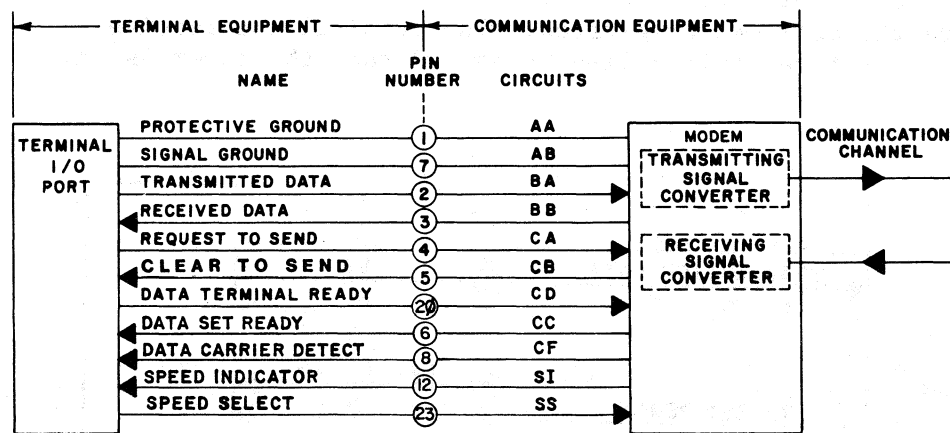 TERMINAL EQUIPMENT COMMUNICATION EQUIPMENT
NAME PIN NUMBER CIRCUITS
TERMINAL I/O PORT
PROTECTIVE GROUND 1 AA
SIGNAL GROUND 7 AB
TRANSMITTED DATA 2 BA
RECEIVED DATA 3 BB
REQUEST TO SEND 4 CA
CLEAR TO SEND 5 CB
DATA TERMINAL READY 20 CD
DATA SET READY 6 CC
DATA CARRIER DETECT 8 CF
SPEED INDICATOR 12 SI
SPEED SELECT 23 SS
MODEM
TRANSMITTING
SIGNAL
CONVERTER
RECEIVING
SIGNAL
CONVERTER
COMMUNICATION
CHANNEL